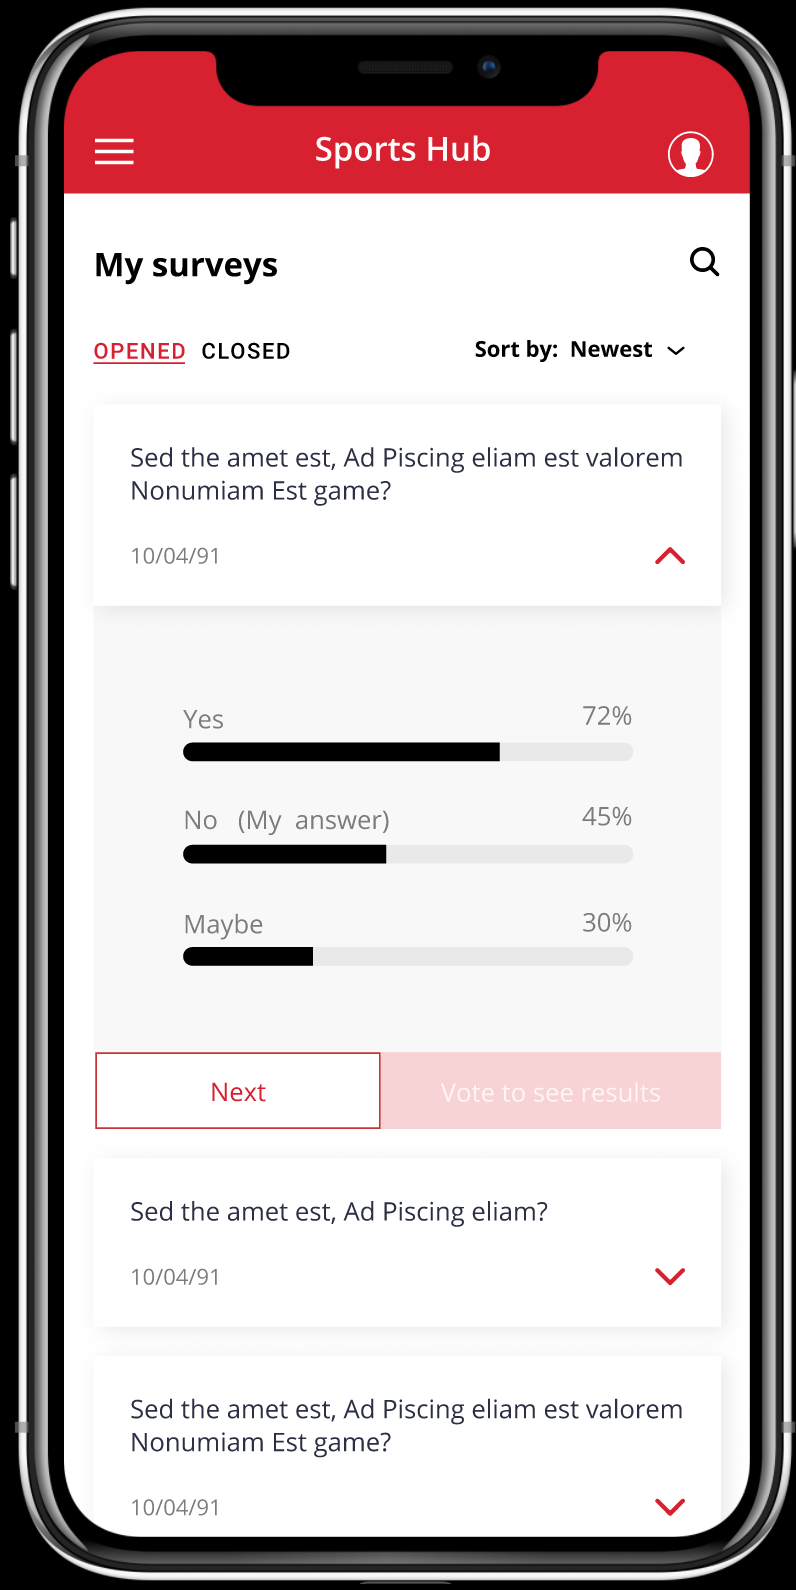 Sports Hub
My surveys
OPENED CLOSED Sort by: Newest
Sed the amet est, Ad Piscing eliam est valorem
Nonumiam Est game?
10/04/91
Yes 72%
No (My answer) 45%
Maybe 30%
Next Vote to see results
Sed the amet est, Ad Piscing eliam?
10/04/91
Sed the amet est, Ad Piscing eliam est valorem
Nonumiam Est game?
10/04/91